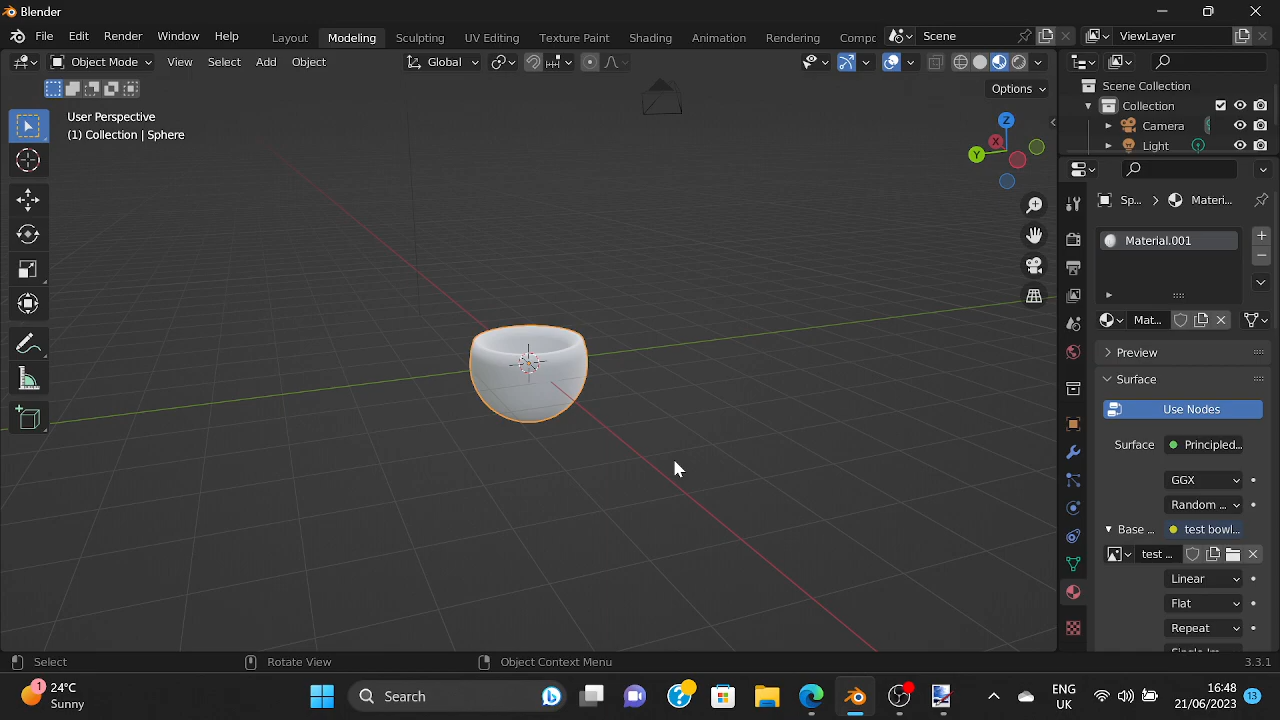 Blender
File Edit Render Window Help
Layout Modeling Sculpting UV Editing Texture Paint Shading Animation Rendering Compc
Scene
ViewLayer
Object Mode View Select Add Object
Global
Options
User Perspective
(1) Collection | Sphere
Z
X
Y
Scene Collection
Collection
Camera
Light
Sp... > Materi...
Material.001
Mat...
Preview
Surface
Use Nodes
Surface Principled...
GGX
Random ...
Base ... test bowl...
test ...
Linear
Flat
Repeat
Select
Rotate View
Object Context Menu
3.3.1
1
24°C
Sunny
Search
ENG
UK
16:48
21/06/2023
13